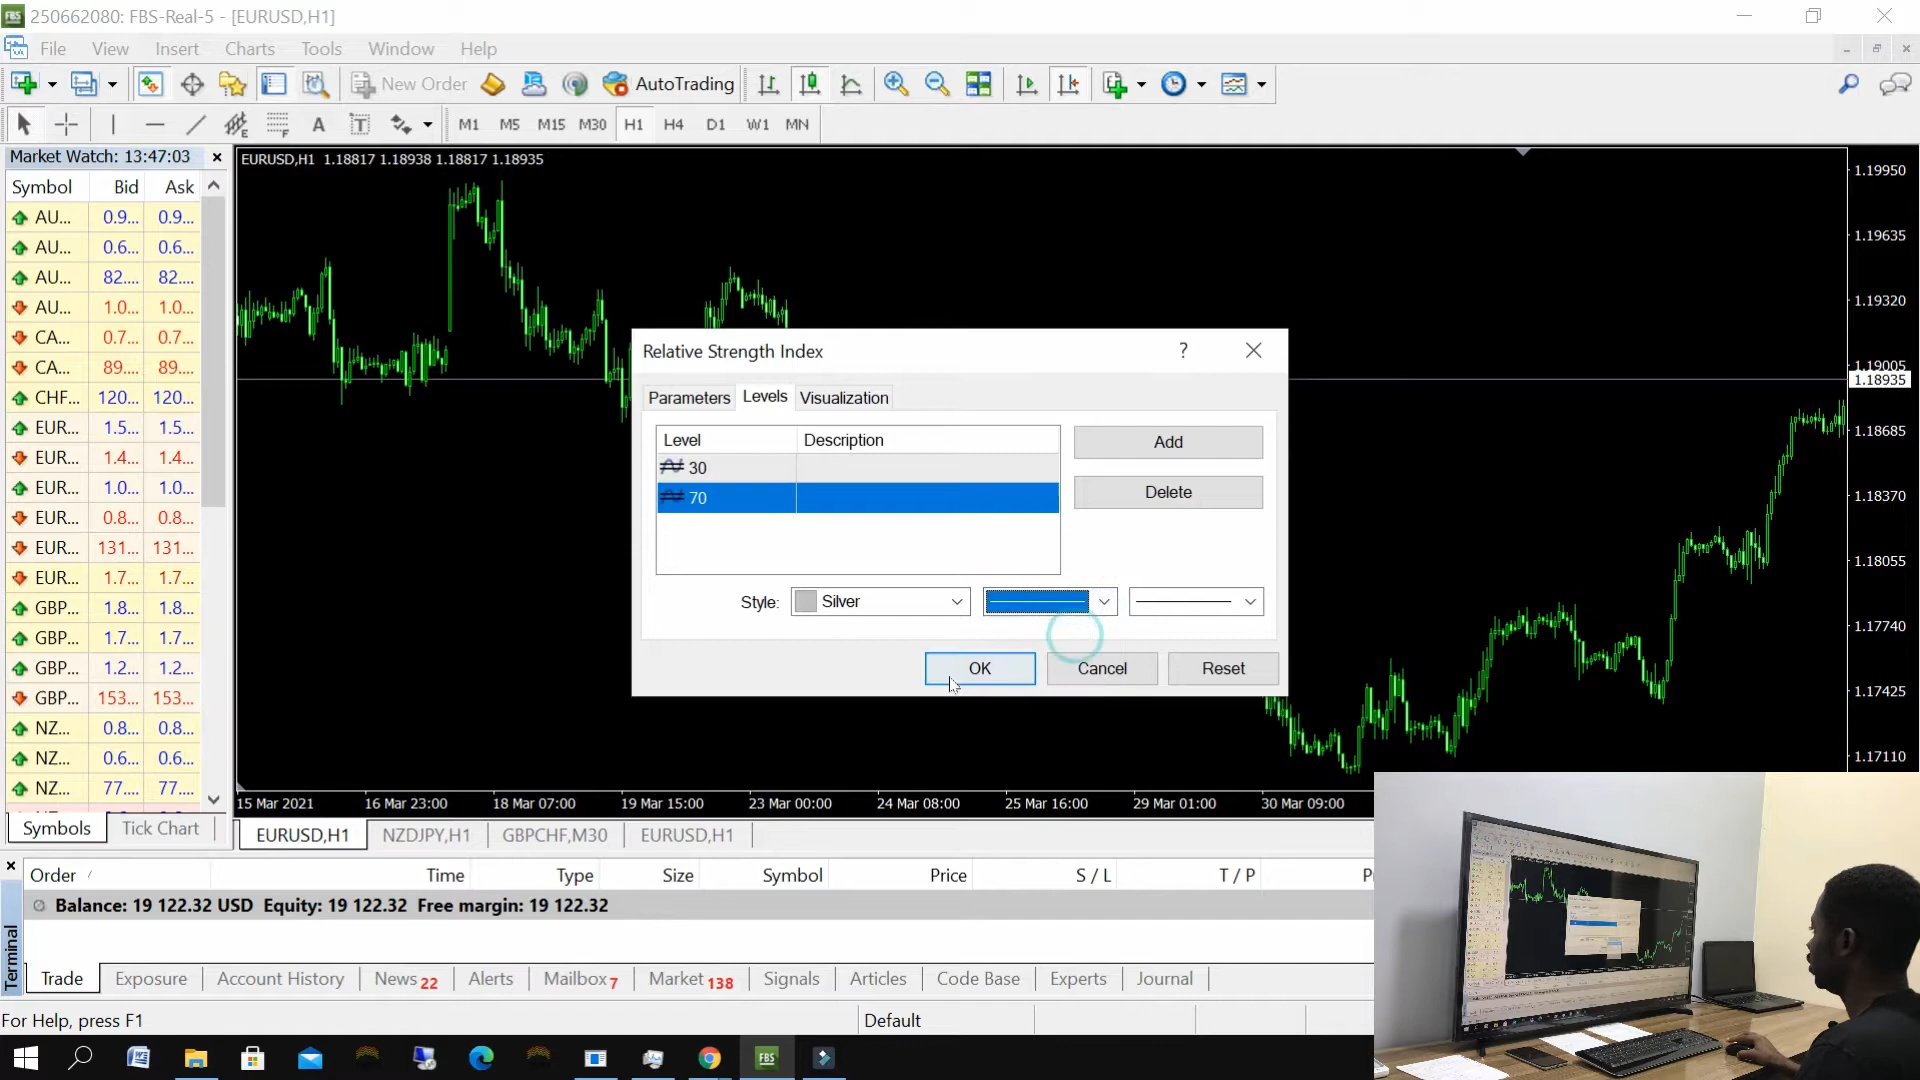 FBS 250662080: FBS-Real-5 - [EURUSD,H1]
File View Insert Charts Tools Window Help
New Order AutoTrading
A T M1 M5 M15 M30 H1 H4 D1 W1 MN
Market Watch: 13:47:03
Symbol Bid Ask
AU... 0.9... 0.9...
AU... 0.6... 0.6...
AU... 82.... 82....
AU... 1.0... 1.0...
CA... 0.7... 0.7...
CA... 89.... 89....
CHF... 120... 120...
EUR... 1.5... 1.5...
EUR... 1.4... 1.4...
EUR... 1.0... 1.0...
EUR... 0.8... 0.8...
EUR... 131... 131...
EUR... 1.7... 1.7...
GBP... 1.8... 1.8...
GBP... 1.7... 1.7...
GBP... 1.2... 1.2...
GBP... 153... 153...
NZ... 0.8... 0.8...
NZ... 0.6... 0.6...
NZ... 77.... 77....
Symbols Tick Chart
EURUSD,H1 1.18817 1.18938 1.18817 1.18935
1.19950
1.19635
1.19320
1.19005
1.18935
1.18685
1.18370
1.18055
1.17740
1.17425
1.17110
Relative Strength Index ?
Parameters Levels Visualization
Level Description
30
70
Add
Delete
Style: Silver
OK Cancel Reset
15 Mar 2021 16 Mar 23:00 18 Mar 07:00 19 Mar 15:00 23 Mar 00:00 24 Mar 08:00 25 Mar 16:00 29 Mar 01:00 30 Mar 09:00
EURUSD,H1 NZDJPY,H1 GBPCHF,M30 EURUSD,H1
Order / Time Type Size Symbol Price S / L T / P
Balance: 19 122.32 USD Equity: 19 122.32 Free margin: 19 122.32
Terminal
Trade Exposure Account History News 22 Alerts Mailbox 7 Market 138 Signals Articles Code Base Experts Journal
For Help, press F1 Default
FBS